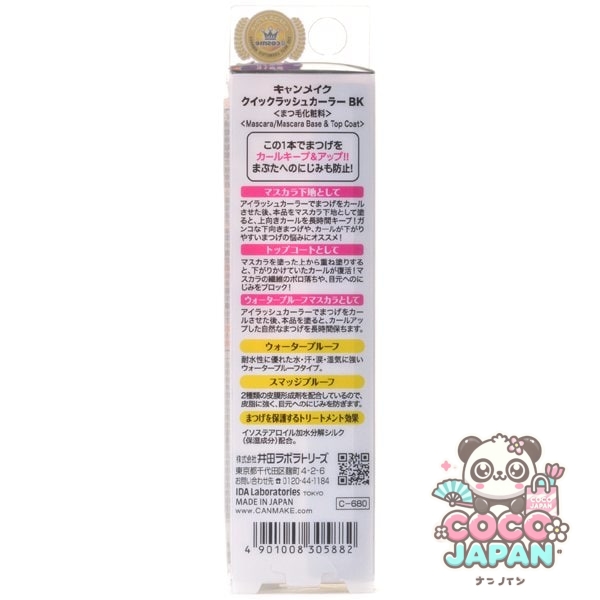 @cosme
キャンメイク
クイックラッシュカーラー BK
<まつ毛化粧料>
<Mascara/Mascara Base & Top Coat>
この1本でまつげを
カールキープ&アップ!!
まぶたへのにじみも防止!
マスカラ下地として
アイラッシュカーラーでまつげをカール
させた後、本品をマスカラ下地として塗
ると、上向きカールを長時間キープ!ガ
ンコな下向きまつげや、カールが下がり
やすいまつげの悩みにオススメ!
トップコートとして
マスカラを塗った上から重ね塗りする
と、下がりかけていたカールが復活!マ
スカラの繊維のポロ落ちや、目元へのに
じみをブロック!
ウォータープルーフマスカラとして
アイラッシュカーラーでまつげをカー
ルさせた後、本品を塗ると、カールアッ
プした自然なまつげを長時間保ちます。
ウォータープルーフ
耐水性に優れた水・汗・涙・湿気に強い
ウォータープルーフタイプ。
スマッジプルーフ
2種類の皮膜形成剤を配合しているので、
皮脂に強く、目元へのにじみを防ぎます。
まつげを保護するトリートメント効果
イソステアロイル加水分解シルク
(保湿成分)配合。
株式会社 井田ラボラトリーズ
東京都千代田区麹町4-2-6
お問い合わせ先 0120-44-1184
IDA Laboratories TOKYO
MADE IN JAPAN
www.CANMAKE.com
C-680
4 901008 305882
COCO
JAPAN
COCO
JAPAN